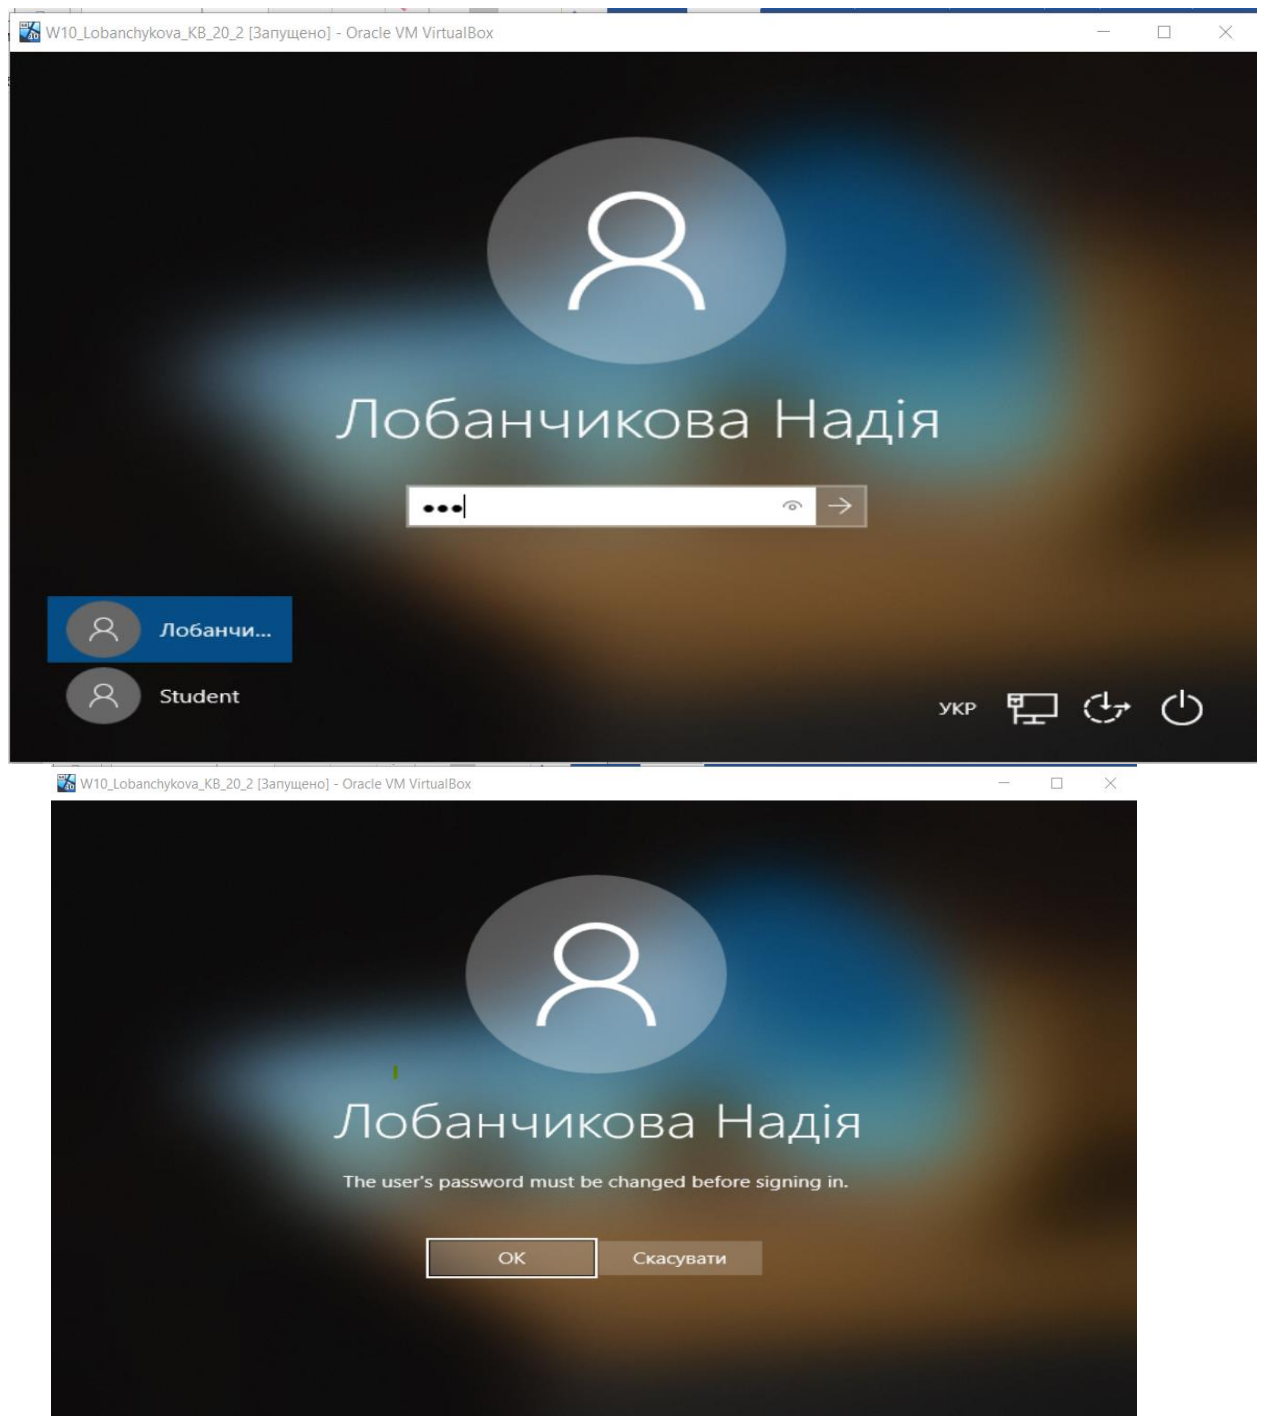 W10_Lobanchykova_KB_20_2 [Запущено] - Oracle VM VirtualBox
Лобанчикова Надія
Лобанчи...
Student
УКР
W10_Lobanchykova_KB_20_2 [Запущено] - Oracle VM VirtualBox
Лобанчикова Надія
The user's password must be changed before signing in.
OK
Скасувати